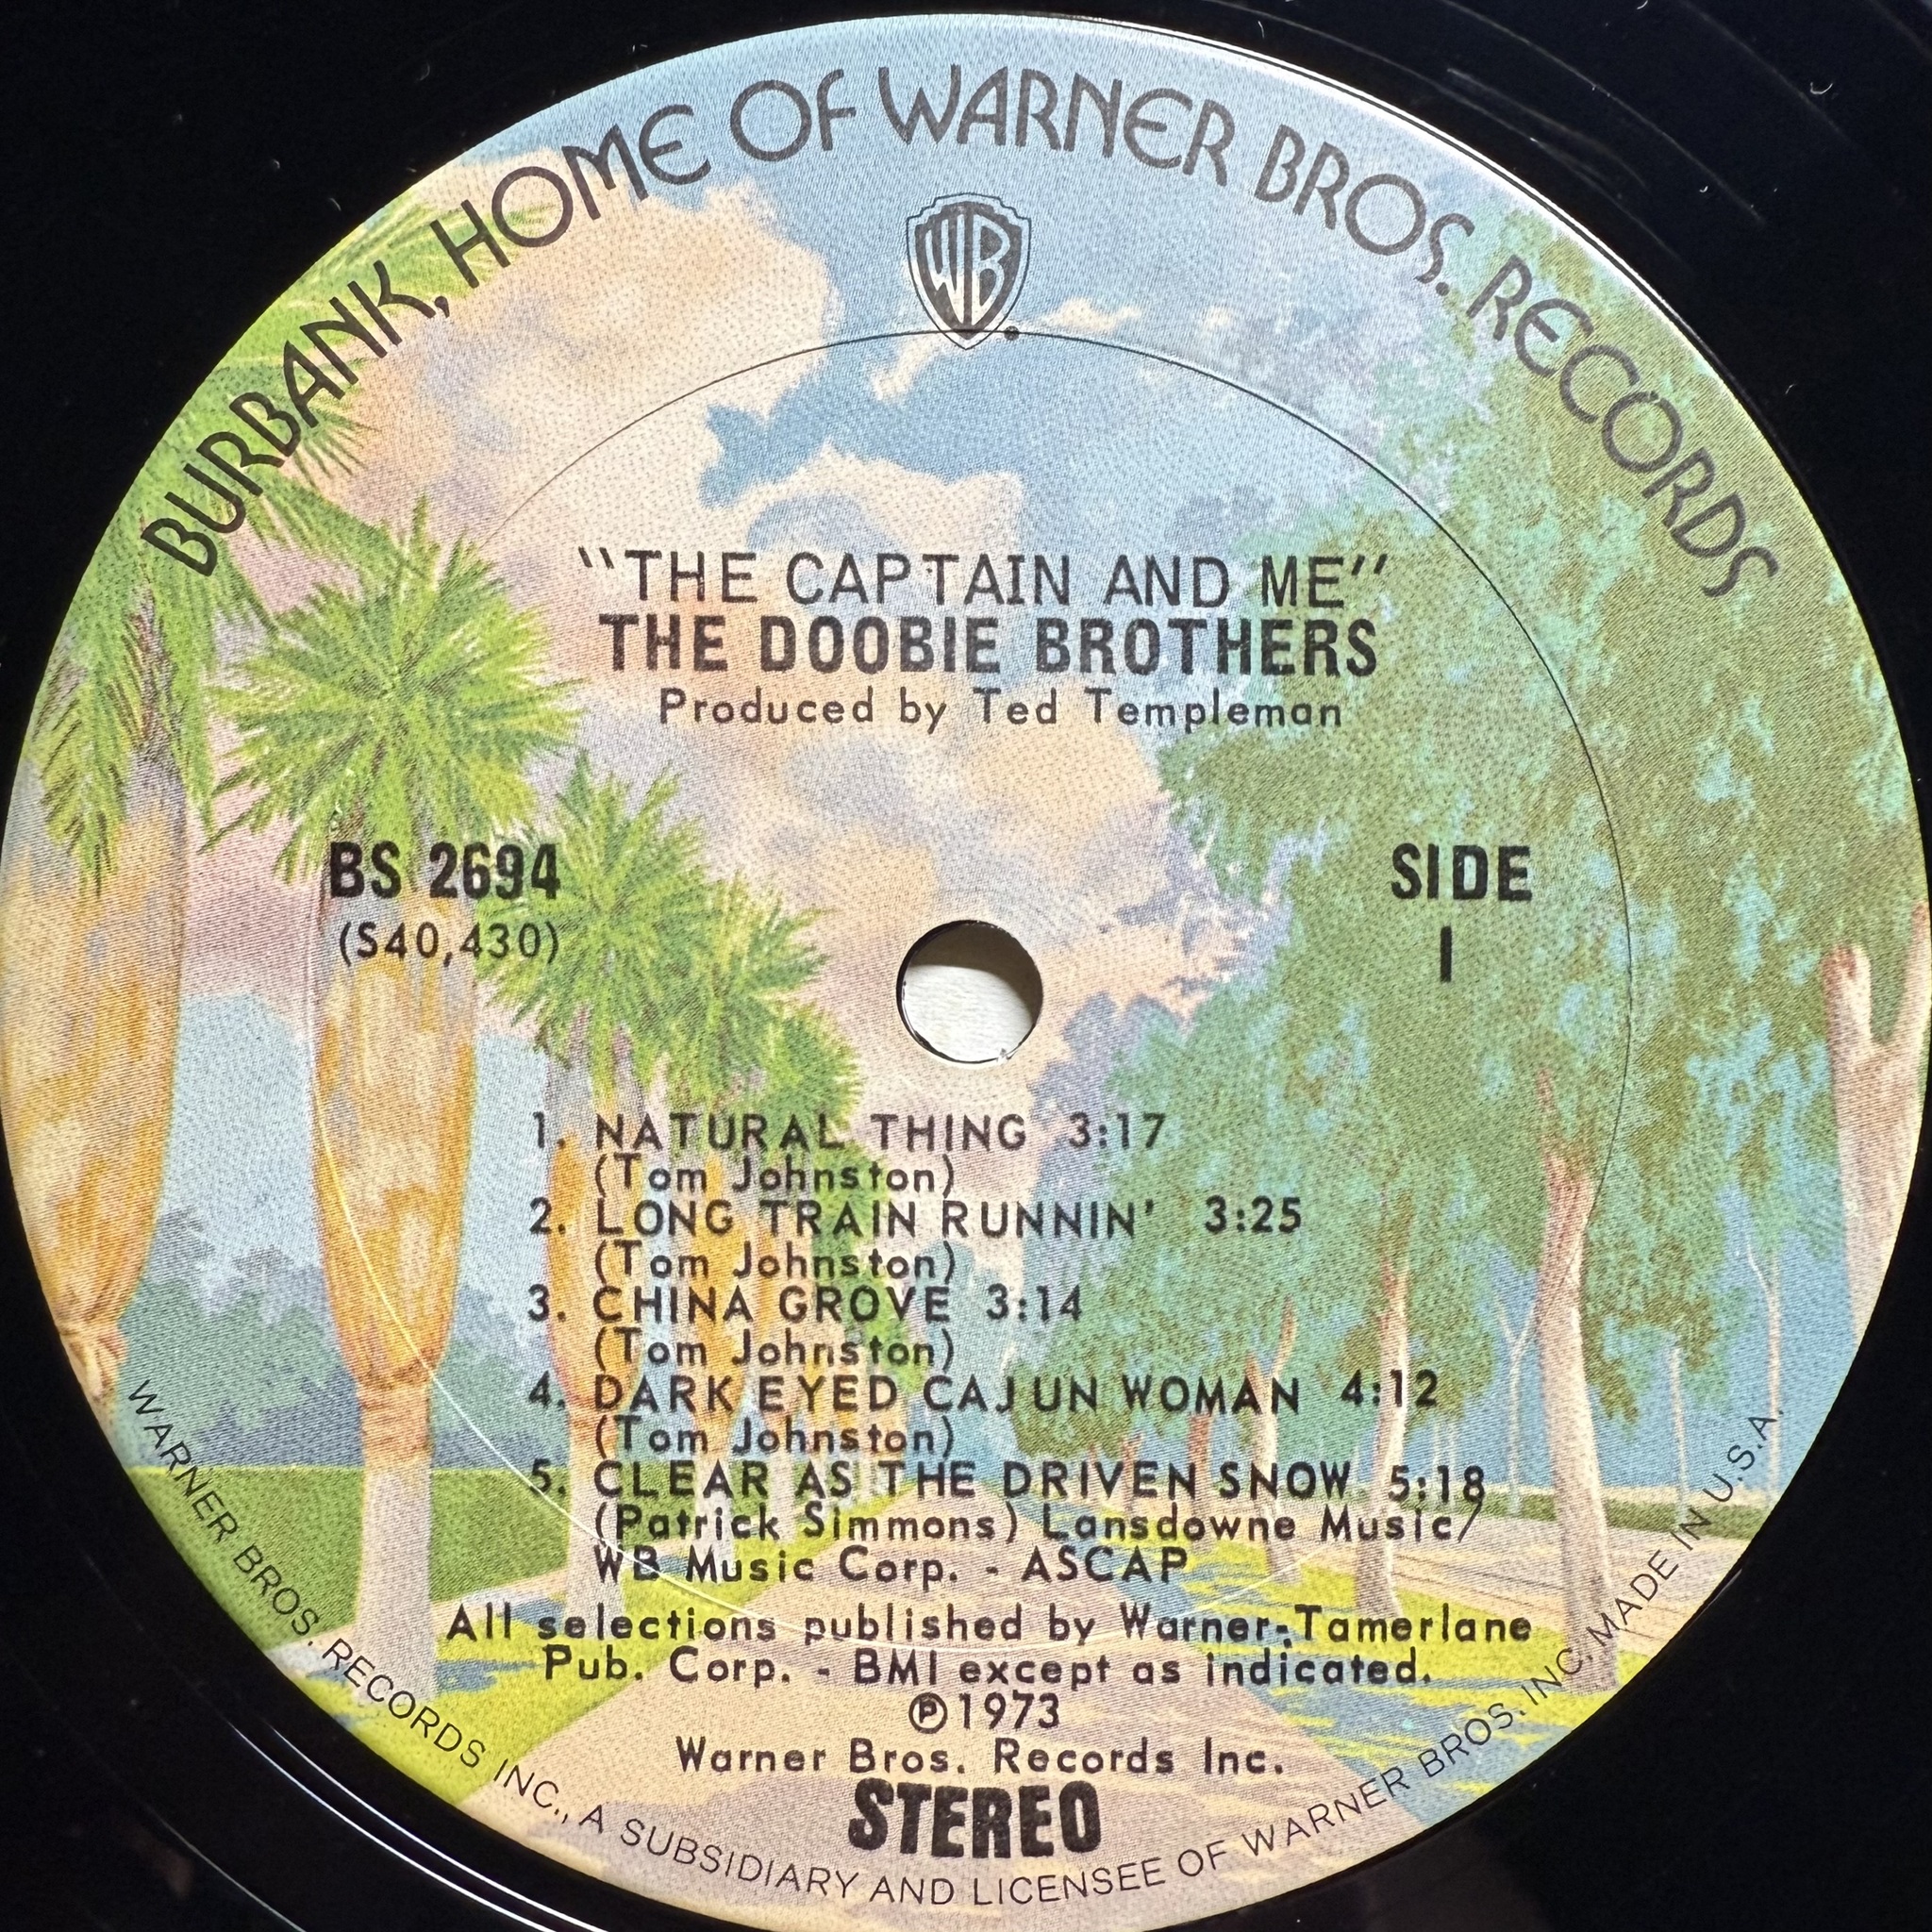 BURBANK, HOME OF WARNER BROS. RECORDS
WB
"THE CAPTAIN AND ME"
THE DOOBIE BROTHERS
Produced by Ted Templeman
BS 2694
(S40,430)
SIDE
1
1. NATURAL THING 3:17
(Tom Johnston)
2. LONG TRAIN RUNNIN' 3:25
(Tom Johnston)
3. CHINA GROVE 3:14
(Tom Johnston)
4. DARK EYED CAJUN WOMAN 4:12
(Tom Johnston)
5. CLEAR AS THE DRIVEN SNOW 5:18
(Patrick Simmons) Lansdowne Music/
WB Music Corp. - ASCAP
All selections published by Warner-Tamerlane
Pub. Corp. - BMI except as indicated.
℗1973
Warner Bros. Records Inc.
STEREO
WARNER BROS. RECORDS INC., A SUBSIDIARY AND LICENSEE OF WARNER BROS. INC. MADE IN U.S.A.